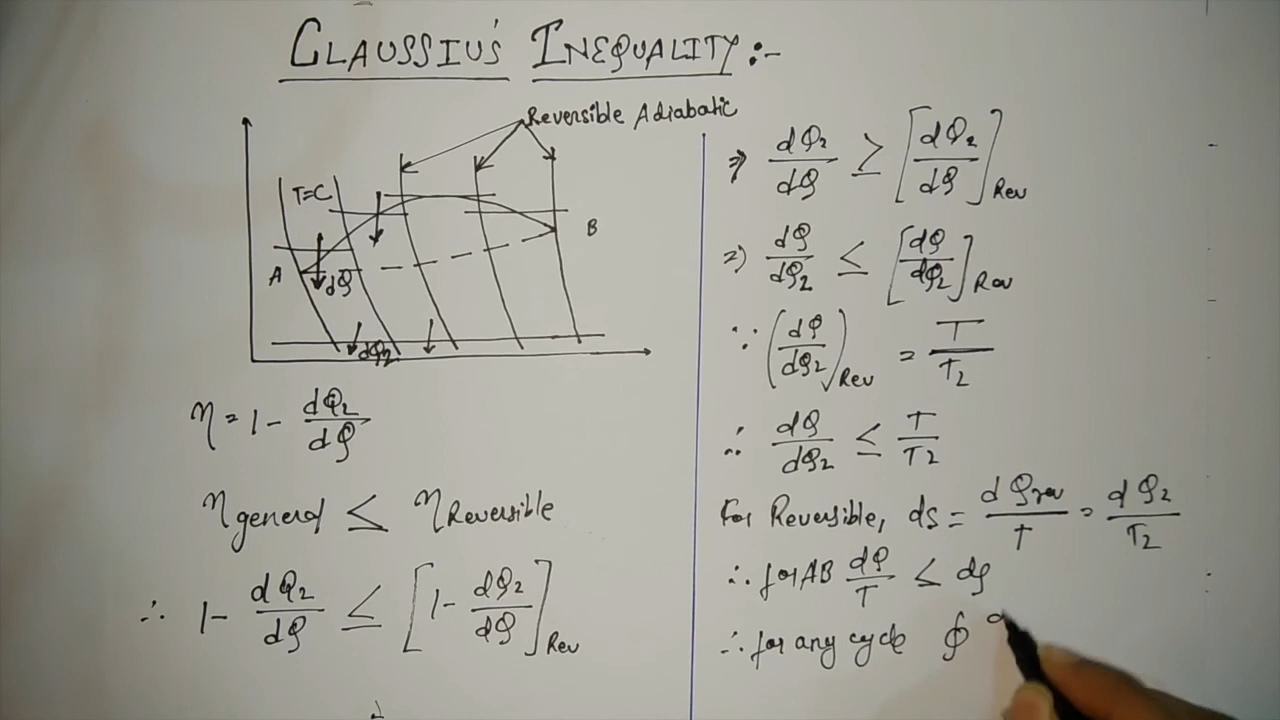 CLAUSSIUS INEQUALITY:-
Reversible Adiabatic
T=C
A
B
dQ
dQ₂
η = 1 - dQ₂/dQ
η general ≤ η Reversible
∴ 1 - dQ₂/dQ ≤ [1 - dQ₂/dQ] Rev
⇒ dQ₂/dQ ≥ [dQ₂/dQ] Rev
⇒ dQ/dQ₂ ≤ [dQ/dQ₂] Rev
∵ (dQ/dQ₂) Rev = T/T₂
∴ dQ/dQ₂ ≤ T/T₂
For Reversible, ds = dQrev/T = dQ₂/T₂
∴ for AB dQ/T ≤ ds
∴ for any cycle ∮